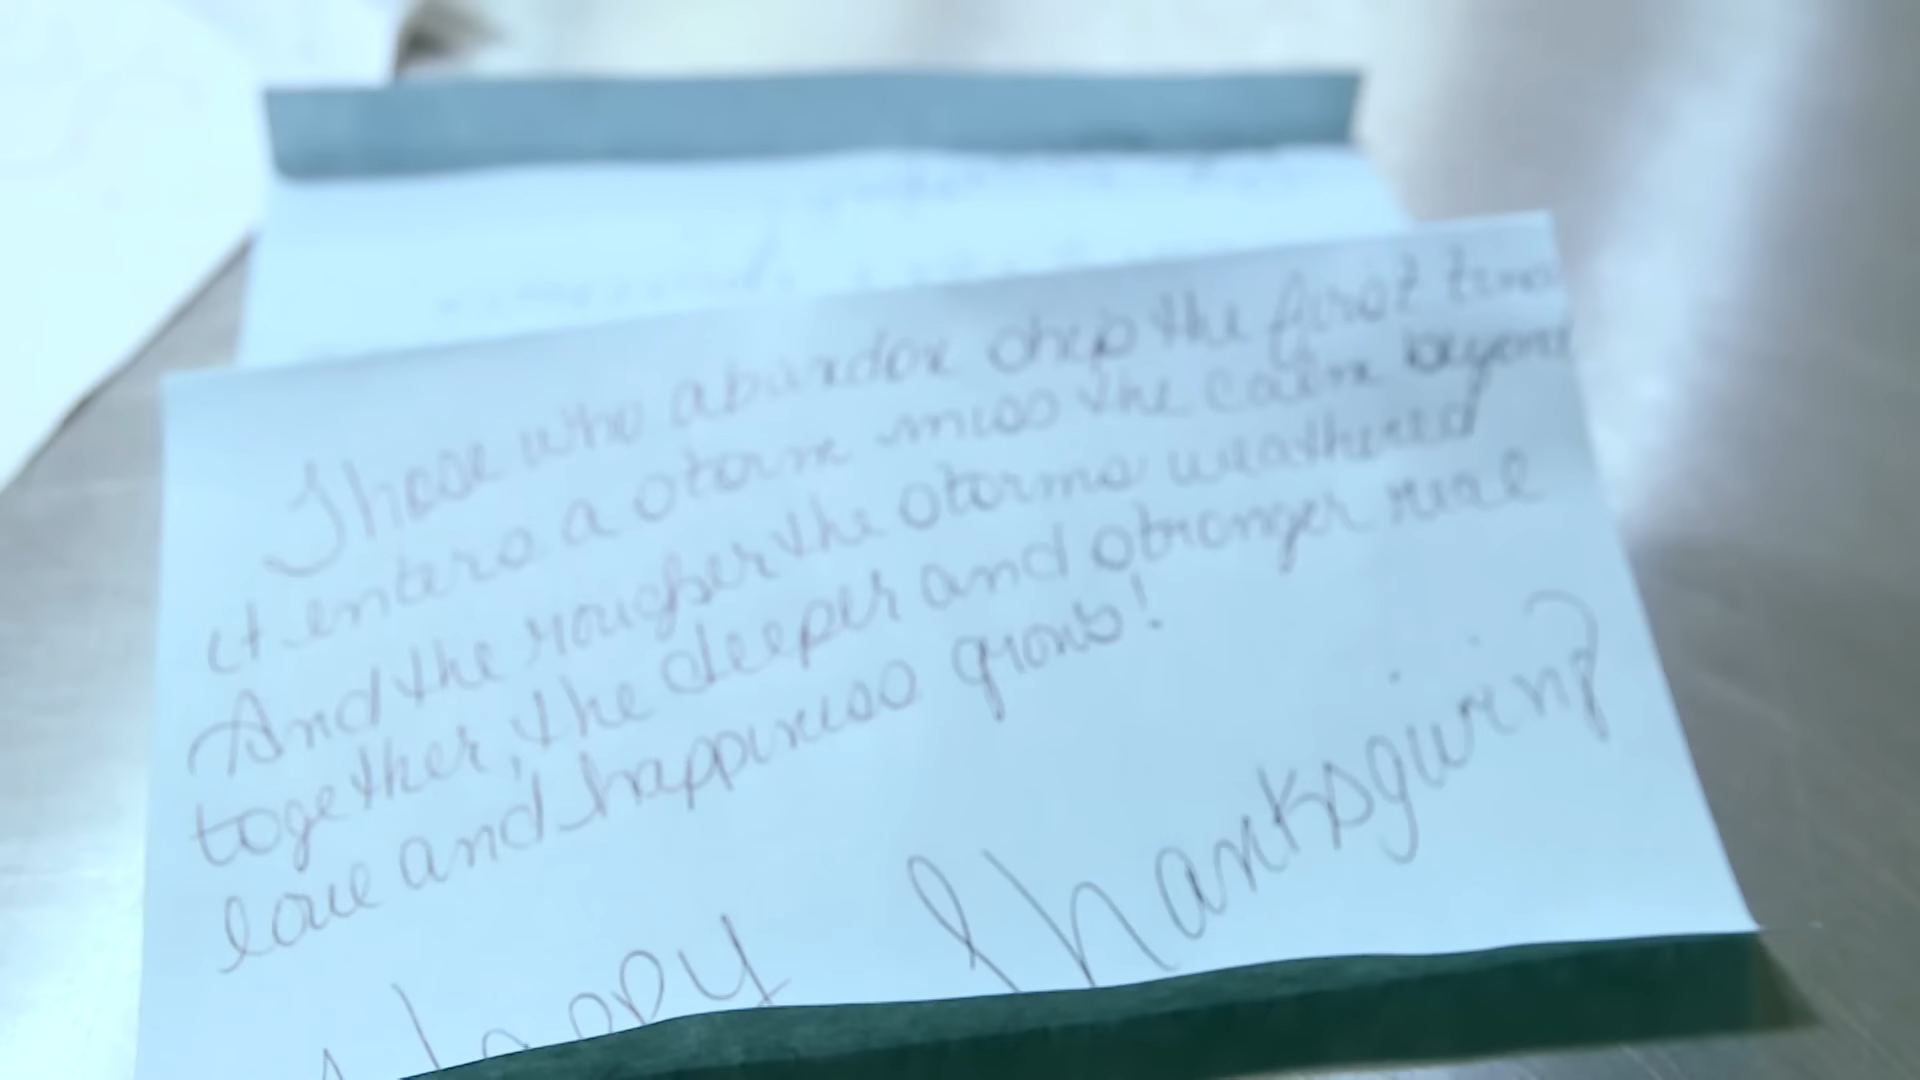 Those who abandon ship the first time
it enters a storm miss the calm beyond
And the rougher the storms weathered
together, the deeper and stronger real
love and happiness grows!
Happy Thanksgiving